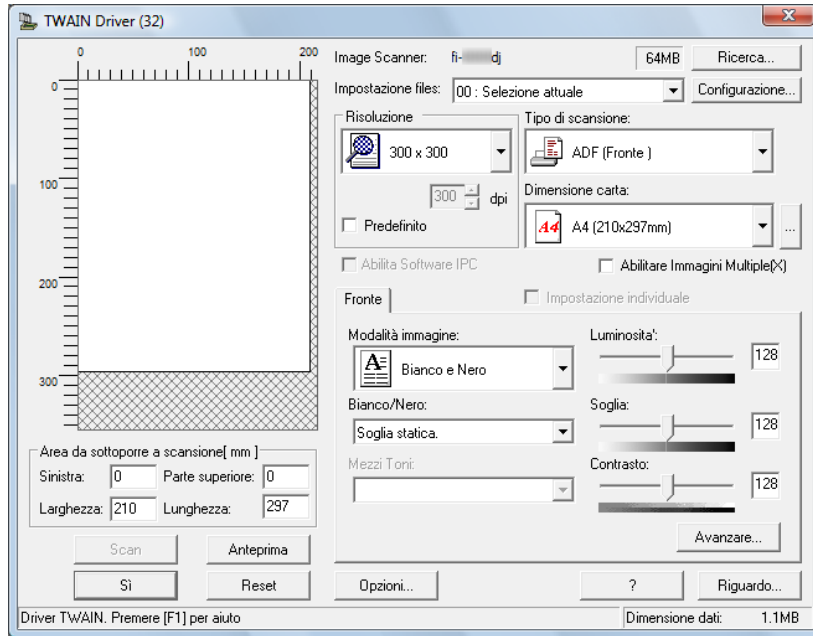 TWAIN Driver (32)
0 100 200
0
100
200
300
Image Scanner: fi- dj 64MB Ricerca...
Impostazione files: 00 : Selezione attuale Configurazione...
Risoluzione
300 x 300
300 dpi
Predefinito
Tipo di scansione:
ADF (Fronte )
Dimensione carta:
A4 A4 (210x297mm) ...
Abilita Software IPC
Abilitare Immagini Multiple(X)
Fronte
Impostazione individuale
Modalità immagine:
A Bianco e Nero
Bianco/Nero:
Soglia statica.
Mezzi Toni:
Luminosita':
128
Soglia:
128
Contrasto:
128
Avanzare...
Area da sottoporre a scansione[ mm ]
Sinistra: 0 Parte superiore: 0
Larghezza: 210 Lunghezza: 297
Scan Anteprima
Sì Reset Opzioni... ? Riguardo...
Driver TWAIN. Premere [F1] per aiuto Dimensione dati: 1.1MB